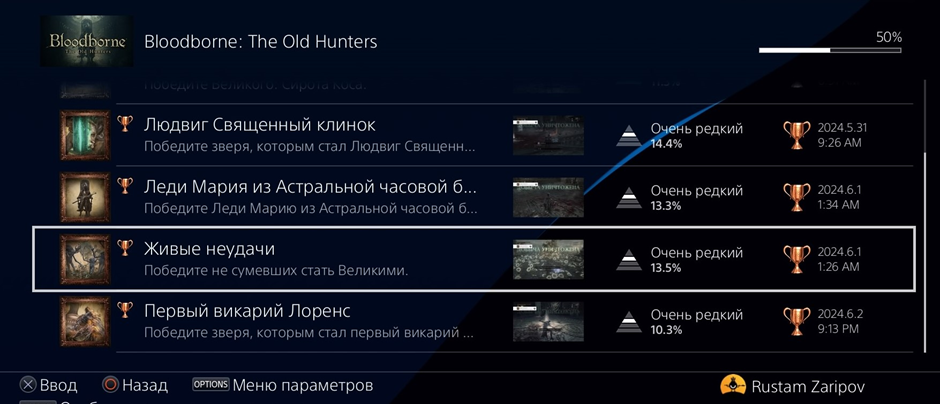 Bloodborne
Bloodborne: The Old Hunters
50%
Победите Великого: Сирота Коса.
Людвиг Священный клинок
Победите зверя, которым стал Людвиг Священн...
Очень редкий
14.4%
2024.5.31
9:26 AM
Леди Мария из Астральной часовой б...
Победите Леди Марию из Астральной часовой б...
Очень редкий
13.3%
2024.6.1
1:34 AM
Живые неудачи
Победите не сумевших стать Великими.
Очень редкий
13.5%
2024.6.1
1:26 AM
Первый викарий Лоренс
Победите зверя, которым стал первый викарий ...
Очень редкий
10.3%
2024.6.2
9:13 PM
Ввод
Назад
OPTIONS Меню параметров
Rustam Zaripov